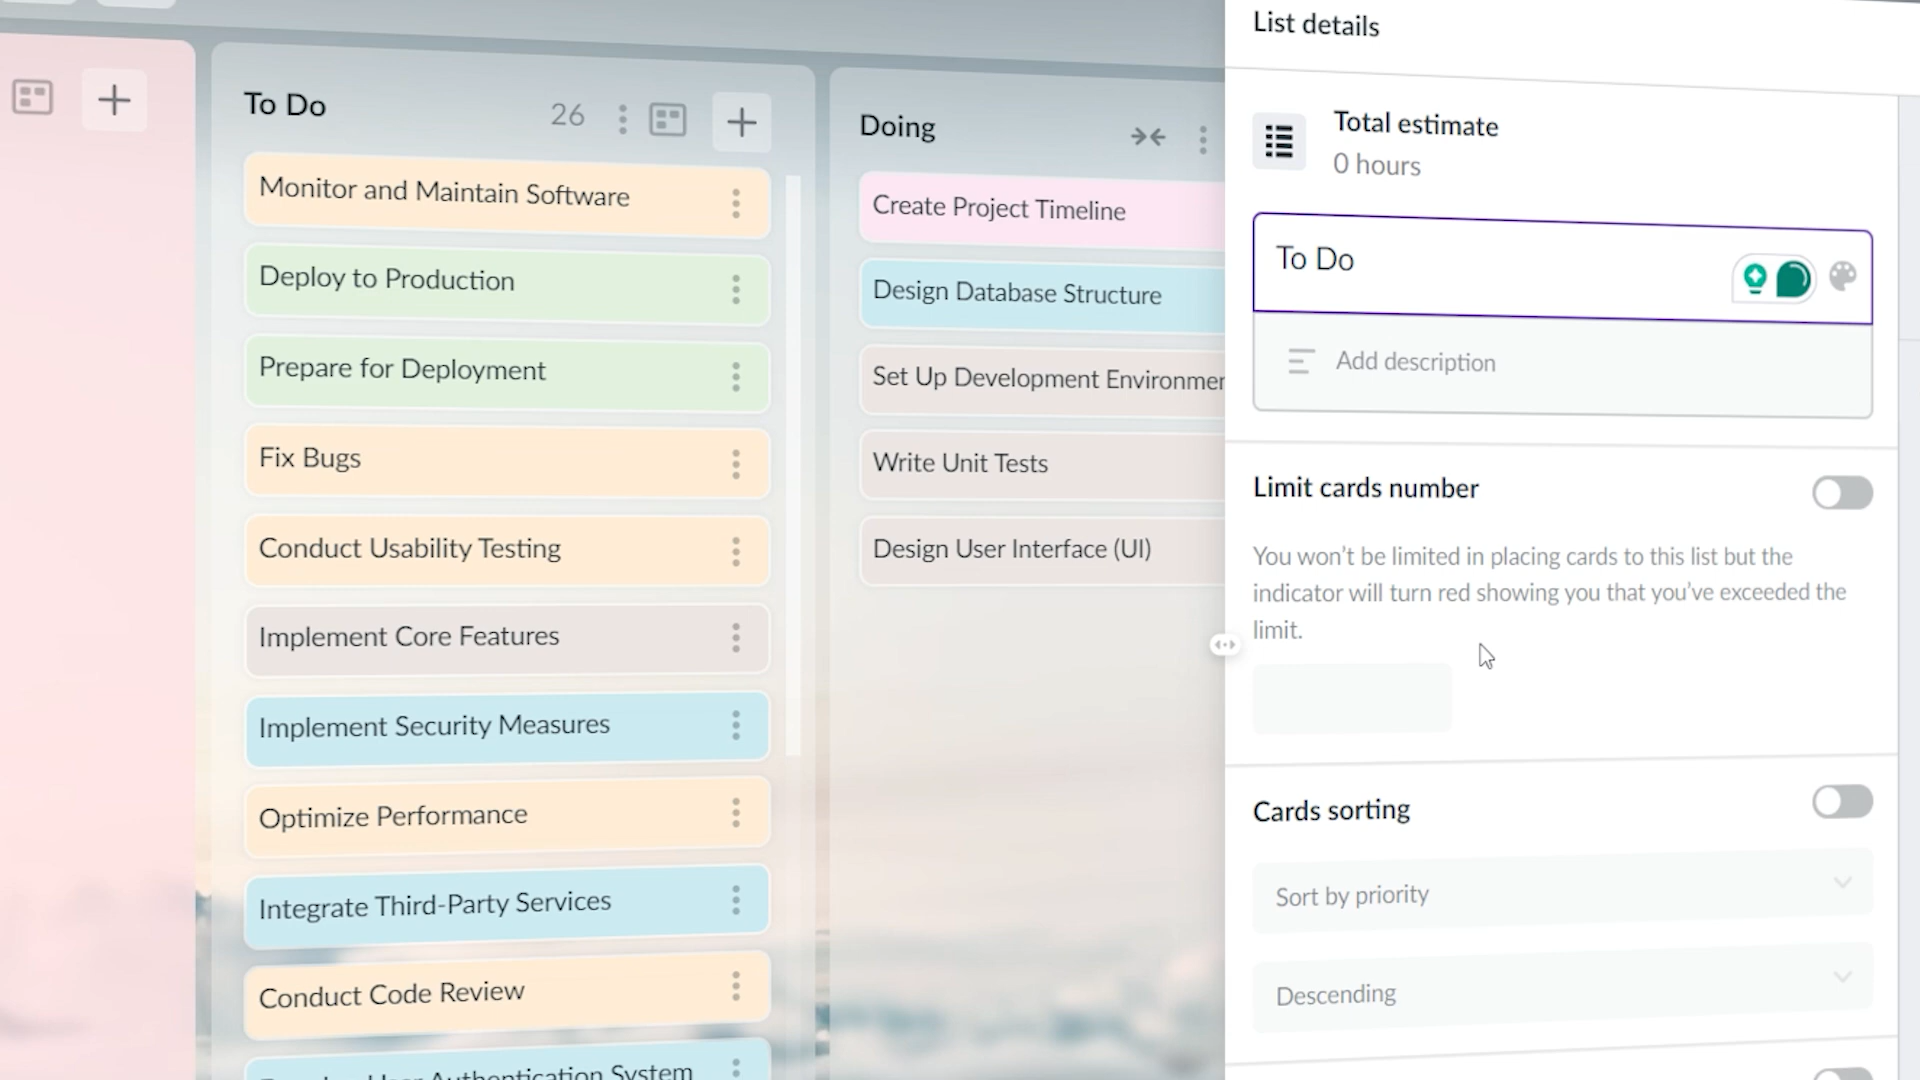 To Do
26
Monitor and Maintain Software
Deploy to Production
Prepare for Deployment
Fix Bugs
Conduct Usability Testing
Implement Core Features
Implement Security Measures
Optimize Performance
Integrate Third-Party Services
Conduct Code Review
User Authentication System
Doing
Create Project Timeline
Design Database Structure
Set Up Development Environmen
Write Unit Tests
Design User Interface (UI)
List details
Total estimate
0 hours
To Do
Add description
Limit cards number
You won't be limited in placing cards to this list but the
indicator will turn red showing you that you've exceeded the
limit.
Cards sorting
Sort by priority
Descending